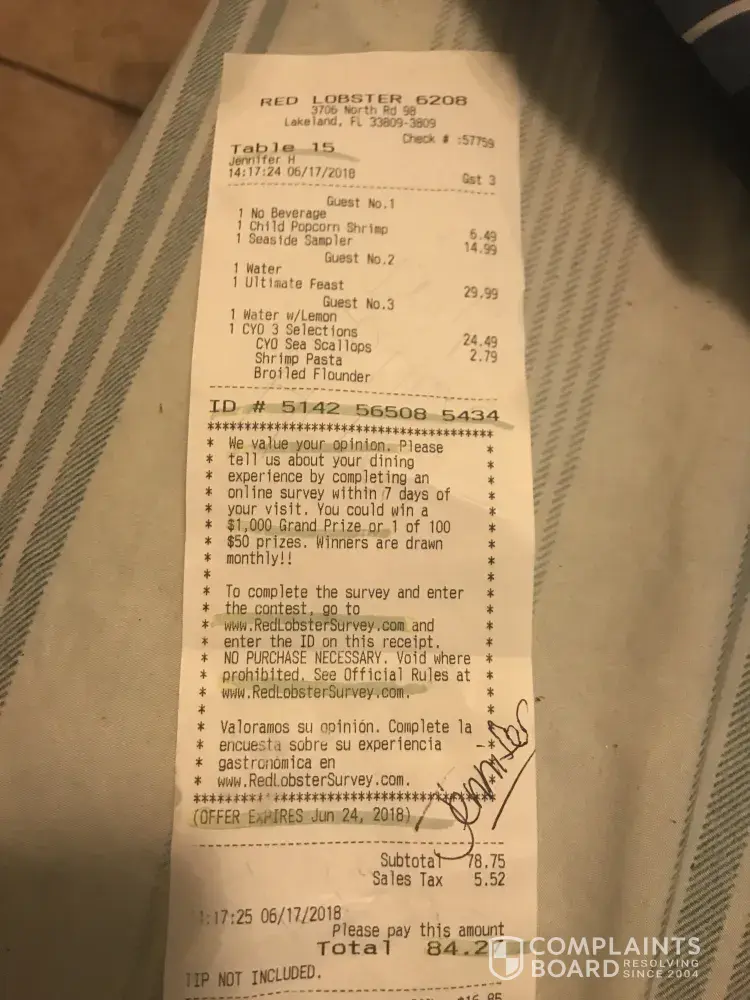 RED LOBSTER 6208
3706 North Rd 98
Lakeland, FL 33809-3809
Check # :57759
Table 15
Jennifer H
14:17:24 06/17/2018
Gst 3
Guest No.1
1 No Beverage
1 Child Popcorn Shrimp 6.49
1 Seaside Sampler 14.99
Guest No.2
1 Water
1 Ultimate Feast 29.99
Guest No.3
1 Water w/Lemon
1 CYO 3 Selections 24.49
CYO Sea Scallops 2.79
Shrimp Pasta
Broiled Flounder
ID # 5142 56508 5434
****************************************
* We value your opinion. Please *
* tell us about your dining *
* experience by completing an *
* online survey within 7 days of *
* your visit. You could win a *
* $1,000 Grand Prize or 1 of 100 *
* $50 prizes. Winners are drawn *
* monthly!! *
* *
* To complete the survey and enter *
* the contest, go to *
* www.RedLobsterSurvey.com and *
* enter the ID on this receipt. *
* NO PURCHASE NECESSARY. Void where *
* prohibited. See Official Rules at *
* www.RedLobsterSurvey.com. *
* *
* Valoramos su opinión. Complete la *
* encuesta sobre su experiencia *
* gastronómica en *
* www.RedLobsterSurvey.com. *
****************************************
(OFFER EXPIRES Jun 24, 2018)
Jennifer
Subtotal 78.75
Sales Tax 5.52
1:17:25 06/17/2018
Please pay this amount
Total 84.27
TIP NOT INCLUDED.
COMPLAINTS
BOARD RESOLVING
SINCE 2004